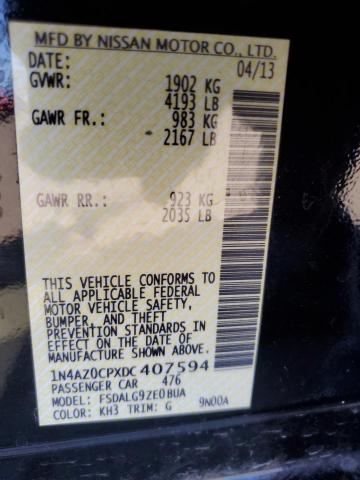 MFD BY NISSAN MOTOR CO., LTD.
DATE: 04/13
GVWR: 1902 KG
4193 LB
GAWR FR.: 983 KG
2167 LB
GAWR RR.: 923 KG
2035 LB
THIS VEHICLE CONFORMS TO
ALL APPLICABLE FEDERAL
MOTOR VEHICLE SAFETY,
BUMPER, AND THEFT
PREVENTION STANDARDS IN
EFFECT ON THE DATE OF
MANUFACTURE SHOWN ABOVE.
1N4AZ0CPXDC407594
PASSENGER CAR 476
MODEL: FSDALG9ZE0BUA
COLOR: KH3 TRIM: G 9N00A